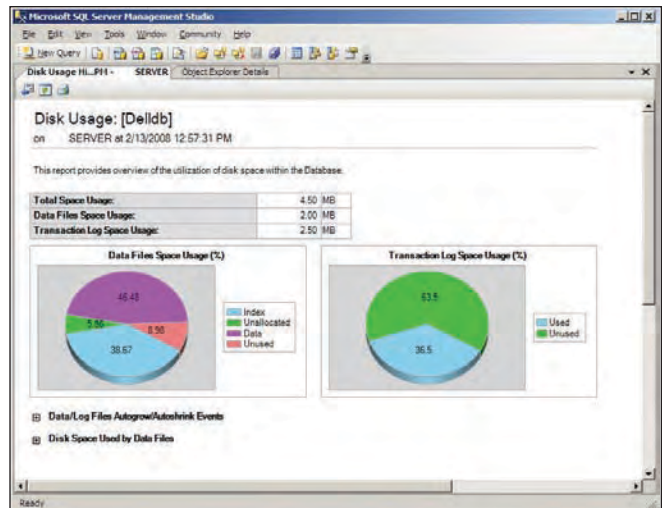 Microsoft SQL Server Management Studio
File Edit View Tools Window Community Help
New Query
Disk Usage Hi...PM - SERVER Object Explorer Details
Disk Usage: [Delldb]
on SERVER at 2/13/2008 12:57:31 PM
This report provides overview of the utilization of disk space within the Database.
Total Space Usage: 4.50 MB
Data Files Space Usage: 2.00 MB
Transaction Log Space Usage: 2.50 MB
Data Files Space Usage (%)
46.48
5.86
8.98
38.67
Index
Unallocated
Data
Unused
Transaction Log Space Usage (%)
63.5
36.5
Used
Unused
Data/Log Files Autogrow/Autoshrink Events
Disk Space Used by Data Files
Ready